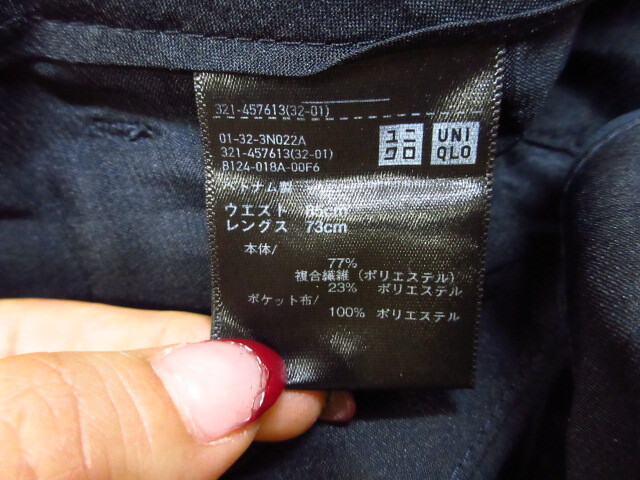 321-457613(32-01)
01-32-3N022A
321-457613(32-01)
8124-018A-00F6
ユニクロ
UNIQLO
ベトナム製
ウエスト cm
レングス 73cm
本体/
77%
複合繊維(ポリエステル)
23% ポリエステル
ポケット布/
100% ポリエステル